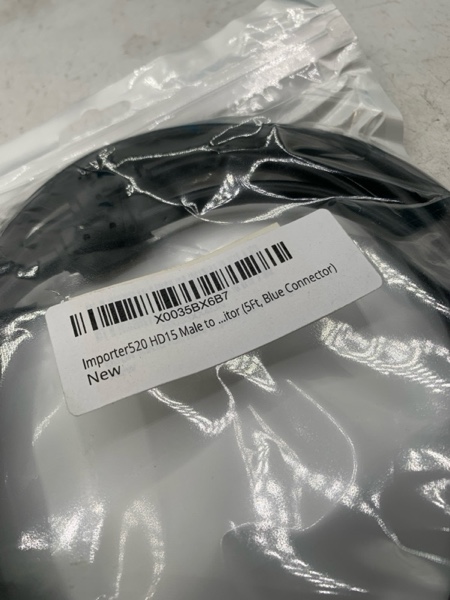 X0035BX6B7
Importer520 HD15 Male to ...itor (5Ft, Blue Connector)
New